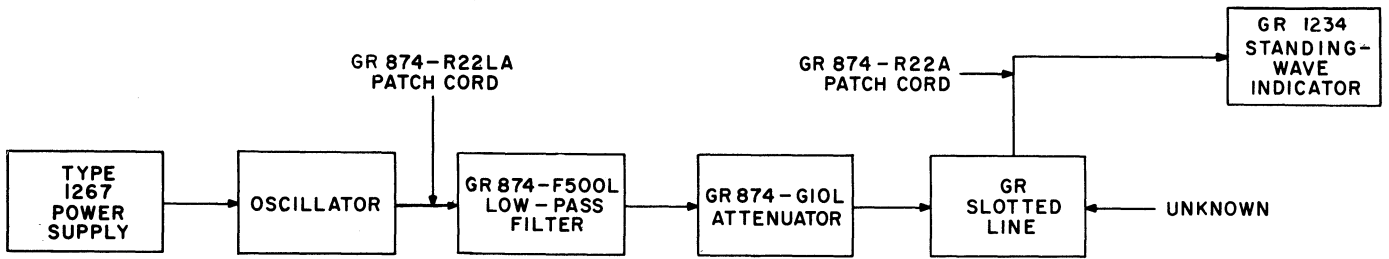 GR 874-R22LA
PATCH CORD
GR 874-R22A
PATCH CORD
GR 1234
STANDING-
WAVE
INDICATOR
TYPE
1267
POWER
SUPPLY
OSCILLATOR
GR 874-F500L
LOW-PASS
FILTER
GR 874-G10L
ATTENUATOR
GR
SLOTTED
LINE
UNKNOWN